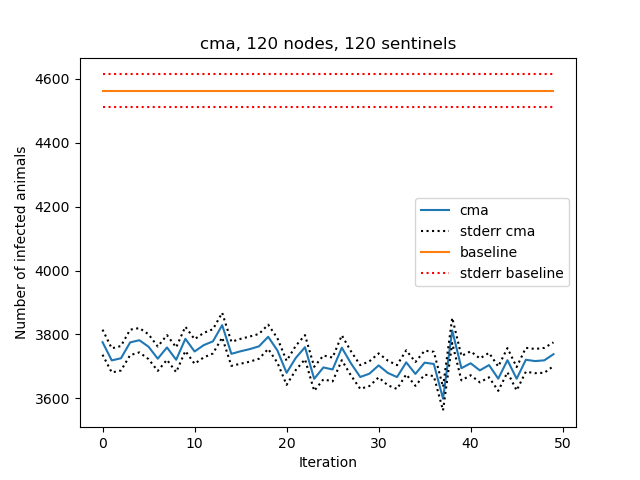 cma, 120 nodes, 120 sentinels
Number of infected animals
4600
4400
4200
4000
3800
3600
cma
stderr cma
baseline
stderr baseline
0
10
20
30
40
50
Iteration